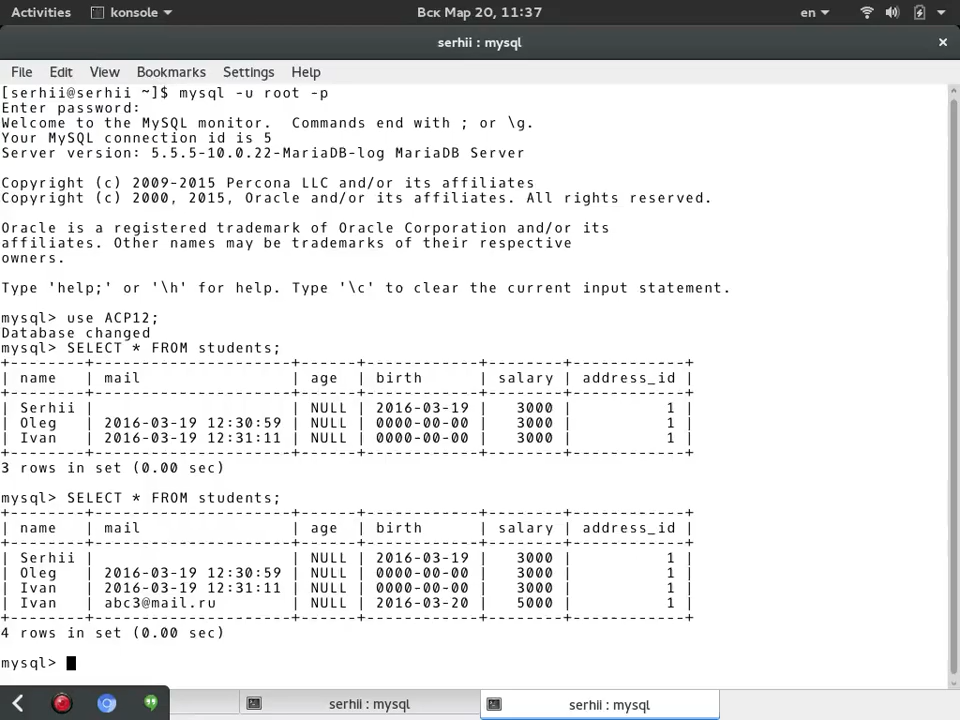 Activities konsole Вск Мар 20, 11:37 en
serhii : mysql
File Edit View Bookmarks Settings Help
[serhii@serhii ~]$ mysql -u root -p
Enter password:
Welcome to the MySQL monitor.  Commands end with ; or \g.
Your MySQL connection id is 5
Server version: 5.5.5-10.0.22-MariaDB-log MariaDB Server
Copyright (c) 2009-2015 Percona LLC and/or its affiliates
Copyright (c) 2000, 2015, Oracle and/or its affiliates. All rights reserved.
Oracle is a registered trademark of Oracle Corporation and/or its
affiliates. Other names may be trademarks of their respective
owners.
Type 'help;' or '\h' for help. Type '\c' to clear the current input statement.
mysql> use ACP12;
Database changed
mysql> SELECT * FROM students;
+--------+---------------------+------+------------+--------+------------+
| name   | mail                | age  | birth      | salary | address_id |
+--------+---------------------+------+------------+--------+------------+
| Serhii |                     | NULL | 2016-03-19 |   3000 |          1 |
| Oleg   | 2016-03-19 12:30:59 | NULL | 0000-00-00 |   3000 |          1 |
| Ivan   | 2016-03-19 12:31:11 | NULL | 0000-00-00 |   3000 |          1 |
+--------+---------------------+------+------------+--------+------------+
3 rows in set (0.00 sec)
mysql> SELECT * FROM students;
+--------+---------------------+------+------------+--------+------------+
| name   | mail                | age  | birth      | salary | address_id |
+--------+---------------------+------+------------+--------+------------+
| Serhii |                     | NULL | 2016-03-19 |   3000 |          1 |
| Oleg   | 2016-03-19 12:30:59 | NULL | 0000-00-00 |   3000 |          1 |
| Ivan   | 2016-03-19 12:31:11 | NULL | 0000-00-00 |   3000 |          1 |
| Ivan   | abc3@mail.ru        | NULL | 2016-03-20 |   5000 |          1 |
+--------+---------------------+------+------------+--------+------------+
4 rows in set (0.00 sec)
mysql>
serhii : mysql serhii : mysql